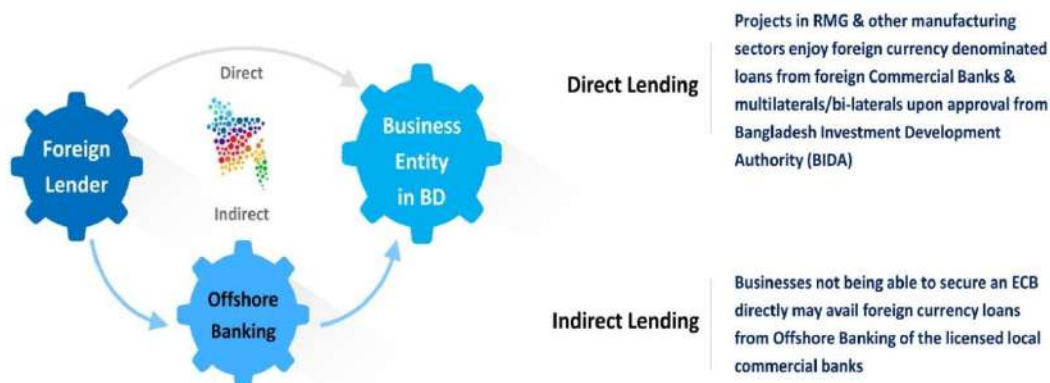 Direct
Foreign
Lender
Business
Entity
in BD
Indirect
Offshore
Banking
Direct Lending
Projects in RMG & other manufacturing
sectors enjoy foreign currency denominated
loans from foreign Commercial Banks &
multilaterals/bi-laterals upon approval from
Bangladesh Investment Development
Authority (BIDA)
Indirect Lending
Businesses not being able to secure an ECB
directly may avail foreign currency loans
from Offshore Banking of the licensed local
commercial banks